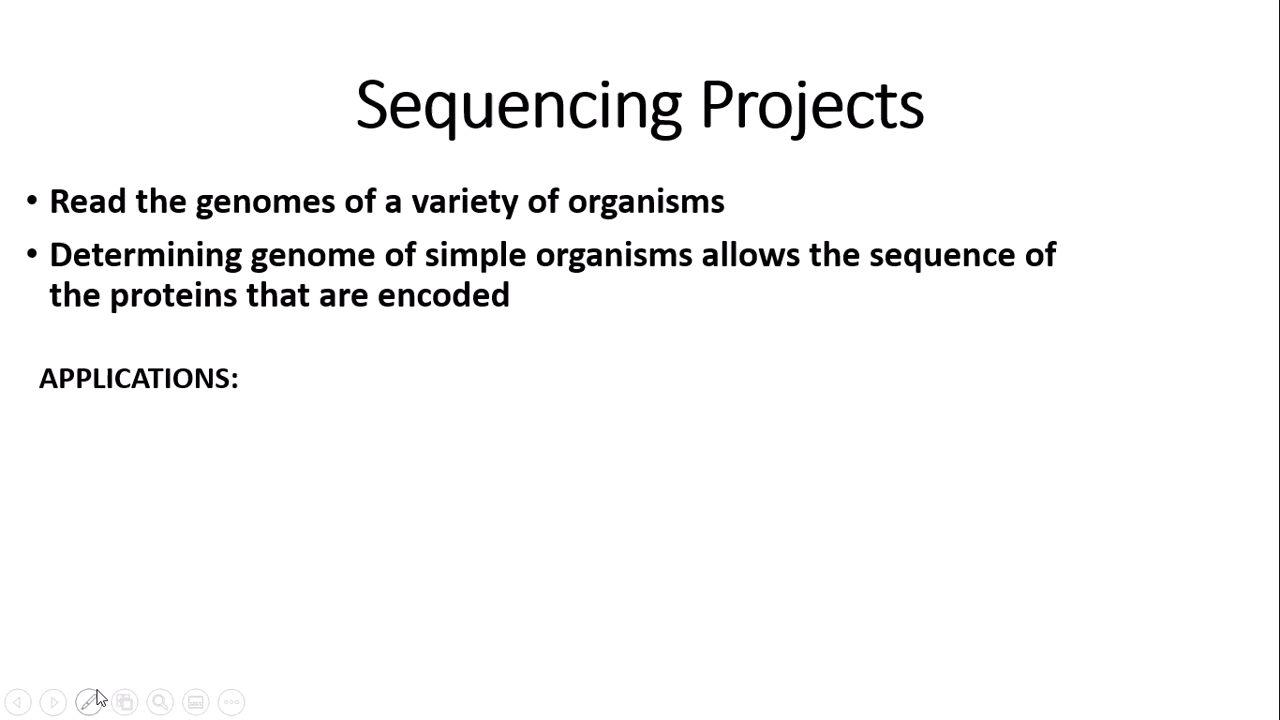 Sequencing Projects
• Read the genomes of a variety of organisms
• Determining genome of simple organisms allows the sequence of
the proteins that are encoded
APPLICATIONS: